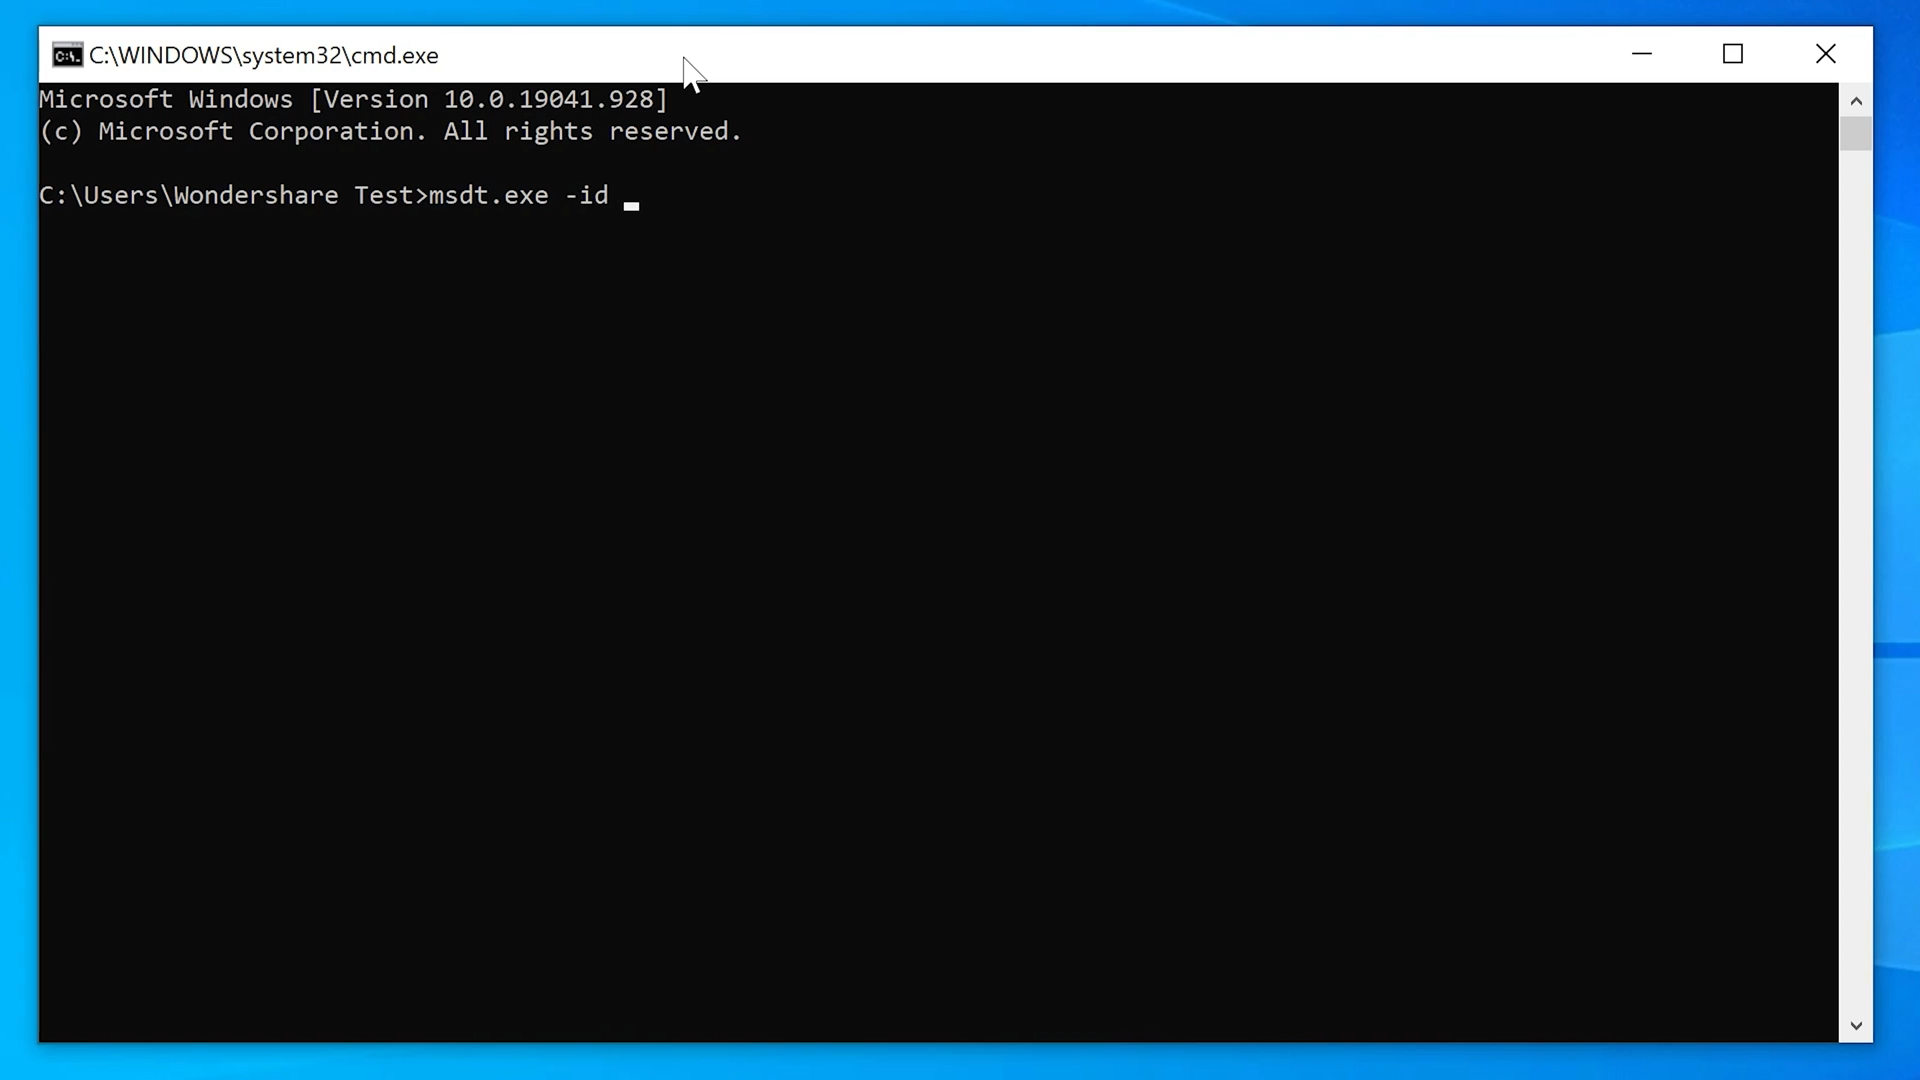 C:\WINDOWS\system32\cmd.exe
Microsoft Windows [Version 10.0.19041.928]
(c) Microsoft Corporation. All rights reserved.
C:\Users\Wondershare Test>msdt.exe -id